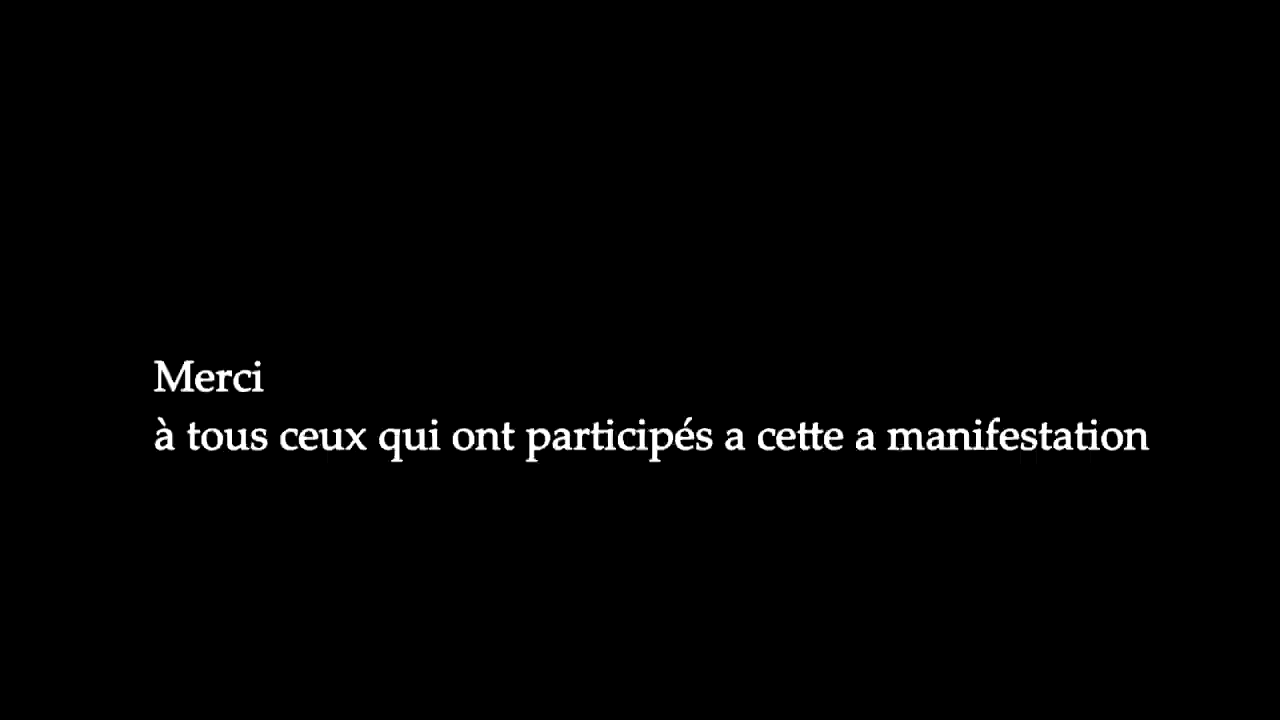 Merci
à tous ceux qui ont participés a cette a manifestation